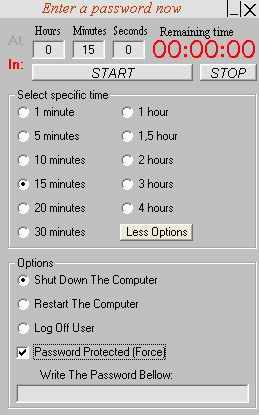 Enter a password now
Hours Minutes Seconds Remaining time
At:
0 15 0 00:00:00
In:
START STOP
Select specific time
1 minute 1 hour
5 minutes 1,5 hour
10 minutes 2 hours
15 minutes 3 hours
20 minutes 4 hours
30 minutes Less Options
Options
Shut Down The Computer
Restart The Computer
Log Off User
Password Protected (Force)
Write The Password Bellow: